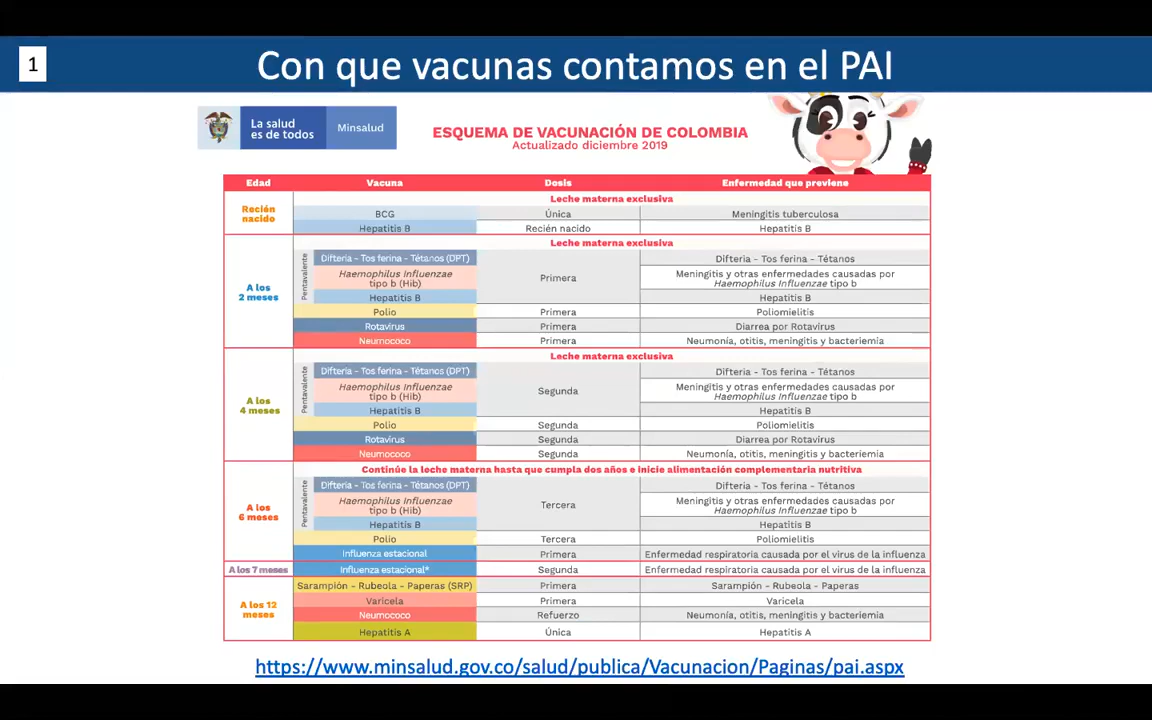 1
Con que vacunas contamos en el PAI
La salud
es de todos
Minsalud
ESQUEMA DE VACUNACIÓN DE COLOMBIA
Actualizado diciembre 2019
Edad Vacuna Dosis Enfermedad que previene
Recién
nacido
Leche materna exclusiva
BCG Única Meningitis tuberculosa
Hepatitis B Recién nacido Hepatitis B
A los
2 meses
Leche materna exclusiva
Pentavalente
Difteria - Tos ferina - Tétanos (DPT) Primera Difteria - Tos ferina - Tétanos
Haemophilus Influenzae
tipo b (Hib)
Meningitis y otras enfermedades causadas por
Haemophilus Influenzae tipo b
Hepatitis B Hepatitis B
Polio Primera Poliomielitis
Rotavirus Primera Diarrea por Rotavírus
Neumococo Primera Neumonía, otitis, meningitis y bacteriemia
A los
4 meses
Leche materna exclusiva
Pentavalente
Difteria - Tos ferina - Tétanos (DPT) Segunda Difteria - Tos ferina - Tétanos
Haemophilus Influenzae
tipo b (Hib)
Meningitis y otras enfermedades causadas por
Haemophilus Influenzae tipo b
Hepatitis B Hepatitis B
Polio Segunda Poliomielitis
Rotavirus Segunda Diarrea por Rotavírus
Neumococo Segunda Neumonía, otitis, meningitis y bacteriemia
A los
6 meses
Continúe la leche materna hasta que cumpla dos años e inicie alimentación complementaria nutritiva
Pentavalente
Difteria - Tos ferina - Tétanos (DPT) Tercera Difteria - Tos ferina - Tétanos
Haemophilus Influenzae
tipo b (Hib)
Meningitis y otras enfermedades causadas por
Haemophilus Influenzae tipo b
Hepatitis B Hepatitis B
Polio Tercera Poliomielitis
Influenza estacional Primera Enfermedad respiratoria causada por el virus de la influenza
A los 7 meses Influenza estacional* Segunda Enfermedad respiratoria causada por el virus de la influenza
A los 12
meses
Sarampión - Rubeola - Paperas (SRP) Primera Sarampión - Rubeola - Paperas
Varicela Primera Varicela
Neumococo Refuerzo Neumonía, otitis, meningitis y bacteriemia
Hepatitis A Única Hepatitis A
https://www.minsalud.gov.co/salud/publica/Vacunacion/Paginas/pai.aspx